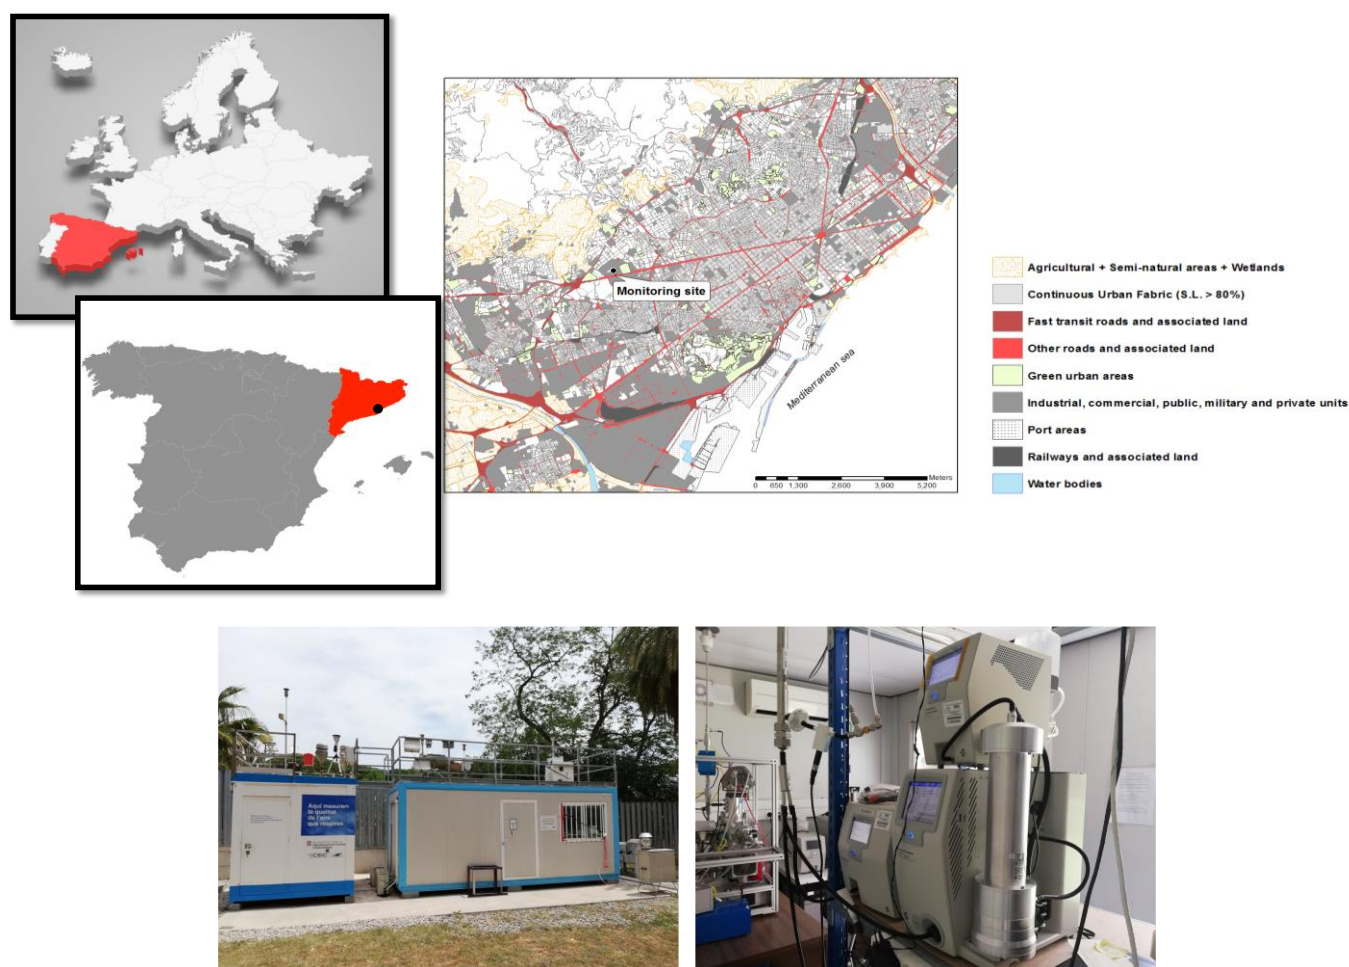 Monitoring site
Mediterranean sea
Meters
0 650 1,300 2,600 3,900 5,200
Agricultural + Semi-natural areas + Wetlands
Continuous Urban Fabric (S.L. > 80%)
Fast transit roads and associated land
Other roads and associated land
Green urban areas
Industrial, commercial, public, military and private units
Port areas
Railways and associated land
Water bodies
Aquí mesurem
la qualitat
de l'aire
que respires
CSIC